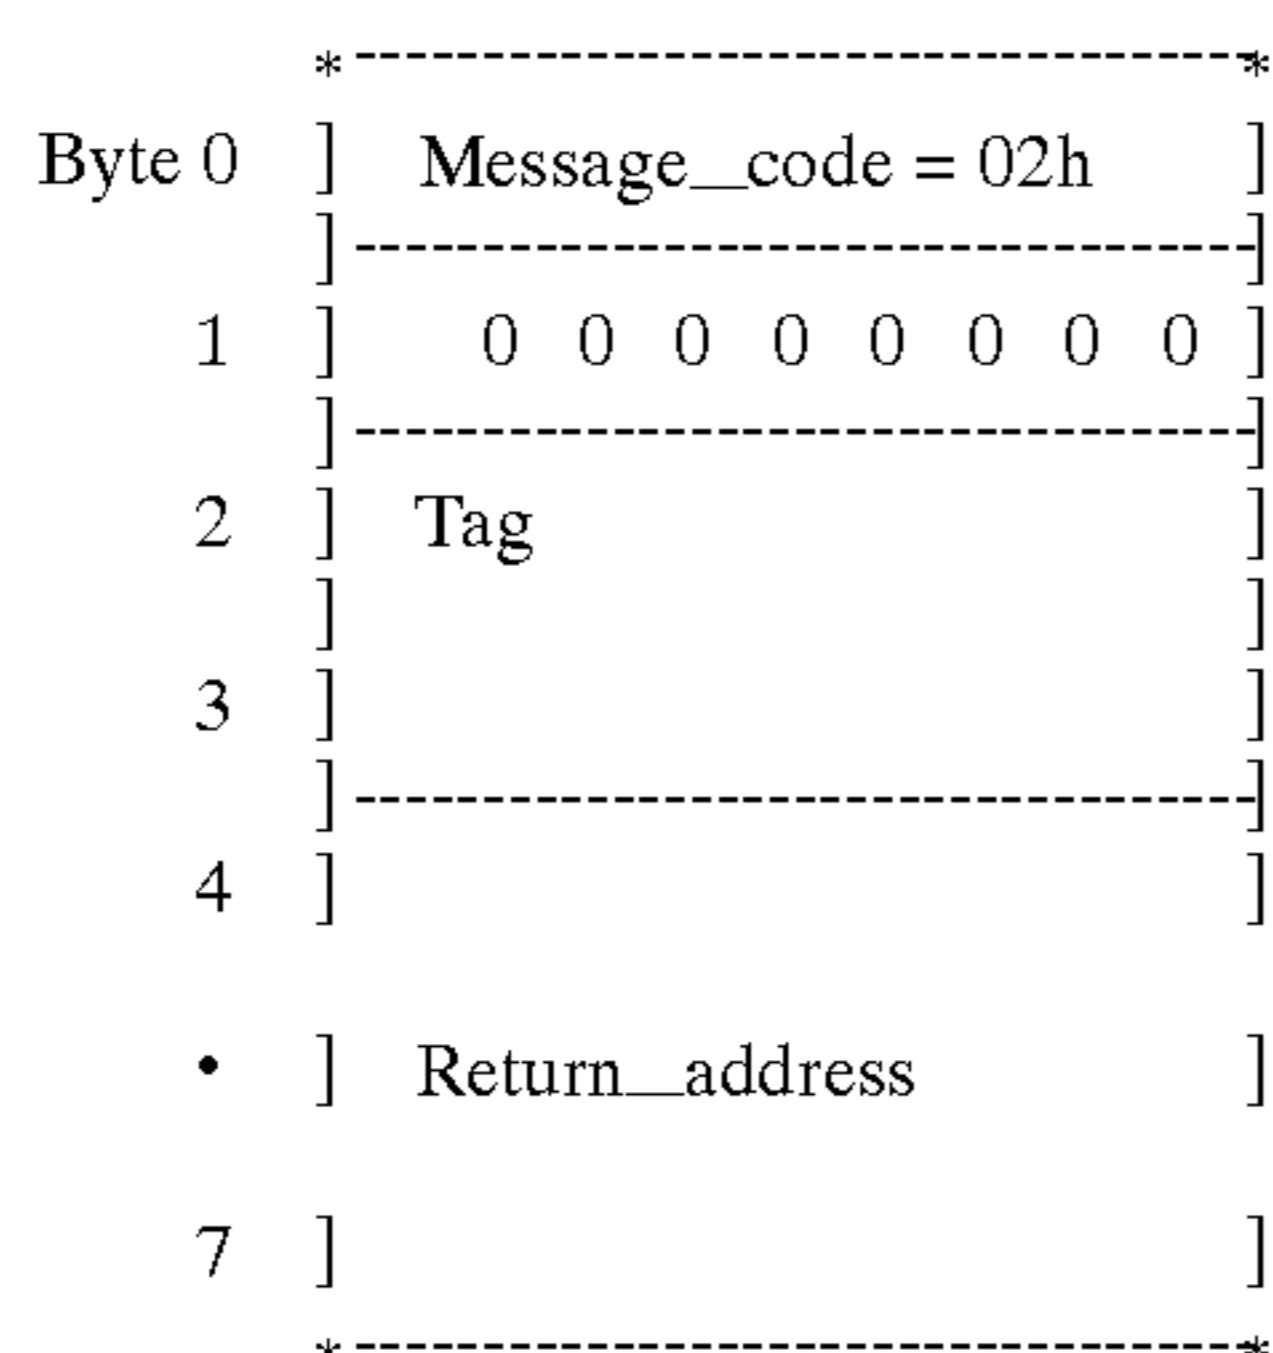 *-----------------------------*
Byte 0 ] Message_code = 02h ]
]-----------------------------]
1 ] 0 0 0 0 0 0 0 0 ]
]-----------------------------]
2 ] Tag ]
] ]
3 ] ]
]-----------------------------]
4 ] ]
• ] Return_address ]
7 ] ]
*-----------------------------*